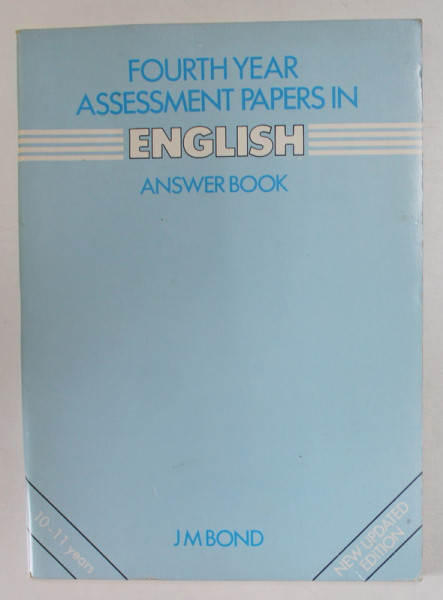 FOURTH YEAR
ASSESSMENT PAPERS IN
ENGLISH
ANSWER BOOK
J M BOND
10-11 years
NEW UPDATED
EDITION